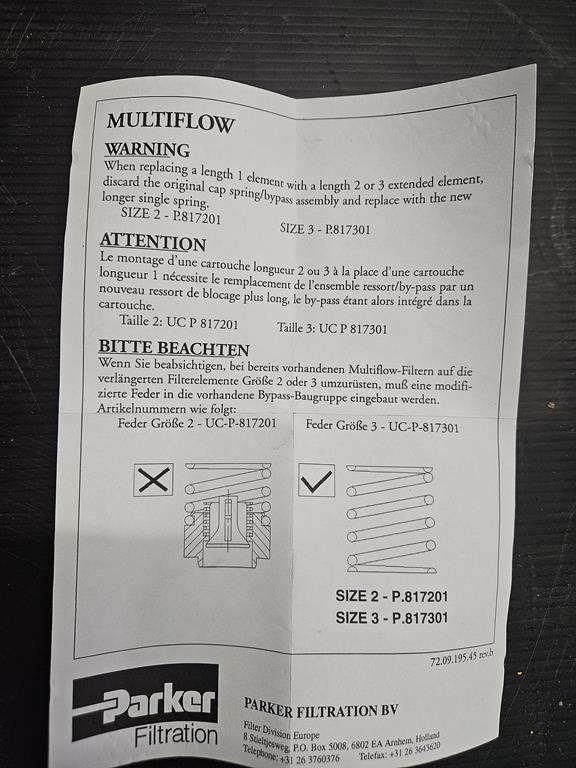 MULTIFLOW
WARNING
When replacing a length 1 element with a length 2 or 3 extended element,
discard the original cap spring/bypass assembly and replace with the new
longer single spring.
SIZE 2 - P.817201 SIZE 3 - P.817301
ATTENTION
Le montage d'une cartouche longueur 2 ou 3 à la place d'une cartouche
longueur 1 nécessite le remplacement de l'ensemble ressort/by-pass par un
nouveau ressort de blocage plus long, le by-pass étant alors intégré dans la
cartouche.
Taille 2: UC P 817201 Taille 3: UC P 817301
BITTE BEACHTEN
Wenn Sie beabsichtigen, bei bereits vorhandenen Multiflow-Filtern auf die
verlängerten Filterelemente Größe 2 oder 3 umzurüsten, muß eine modifi-
zierte Feder in die vorhandene Bypass-Baugruppe eingebaut werden.
Artikelnummern wie folgt:
Feder Größe 2 - UC-P-817201 Feder Größe 3 - UC-P-817301
SIZE 2 - P.817201
SIZE 3 - P.817301
72.09.195.45 rev.b
Parker
Filtration
PARKER FILTRATION BV
Filter Division Europe
8 Stieltjesweg, P.O. Box 5008, 6802 EA Arnhem, Holland
Telephone: +31 26 3760376 Telefax: +31 26 3643620